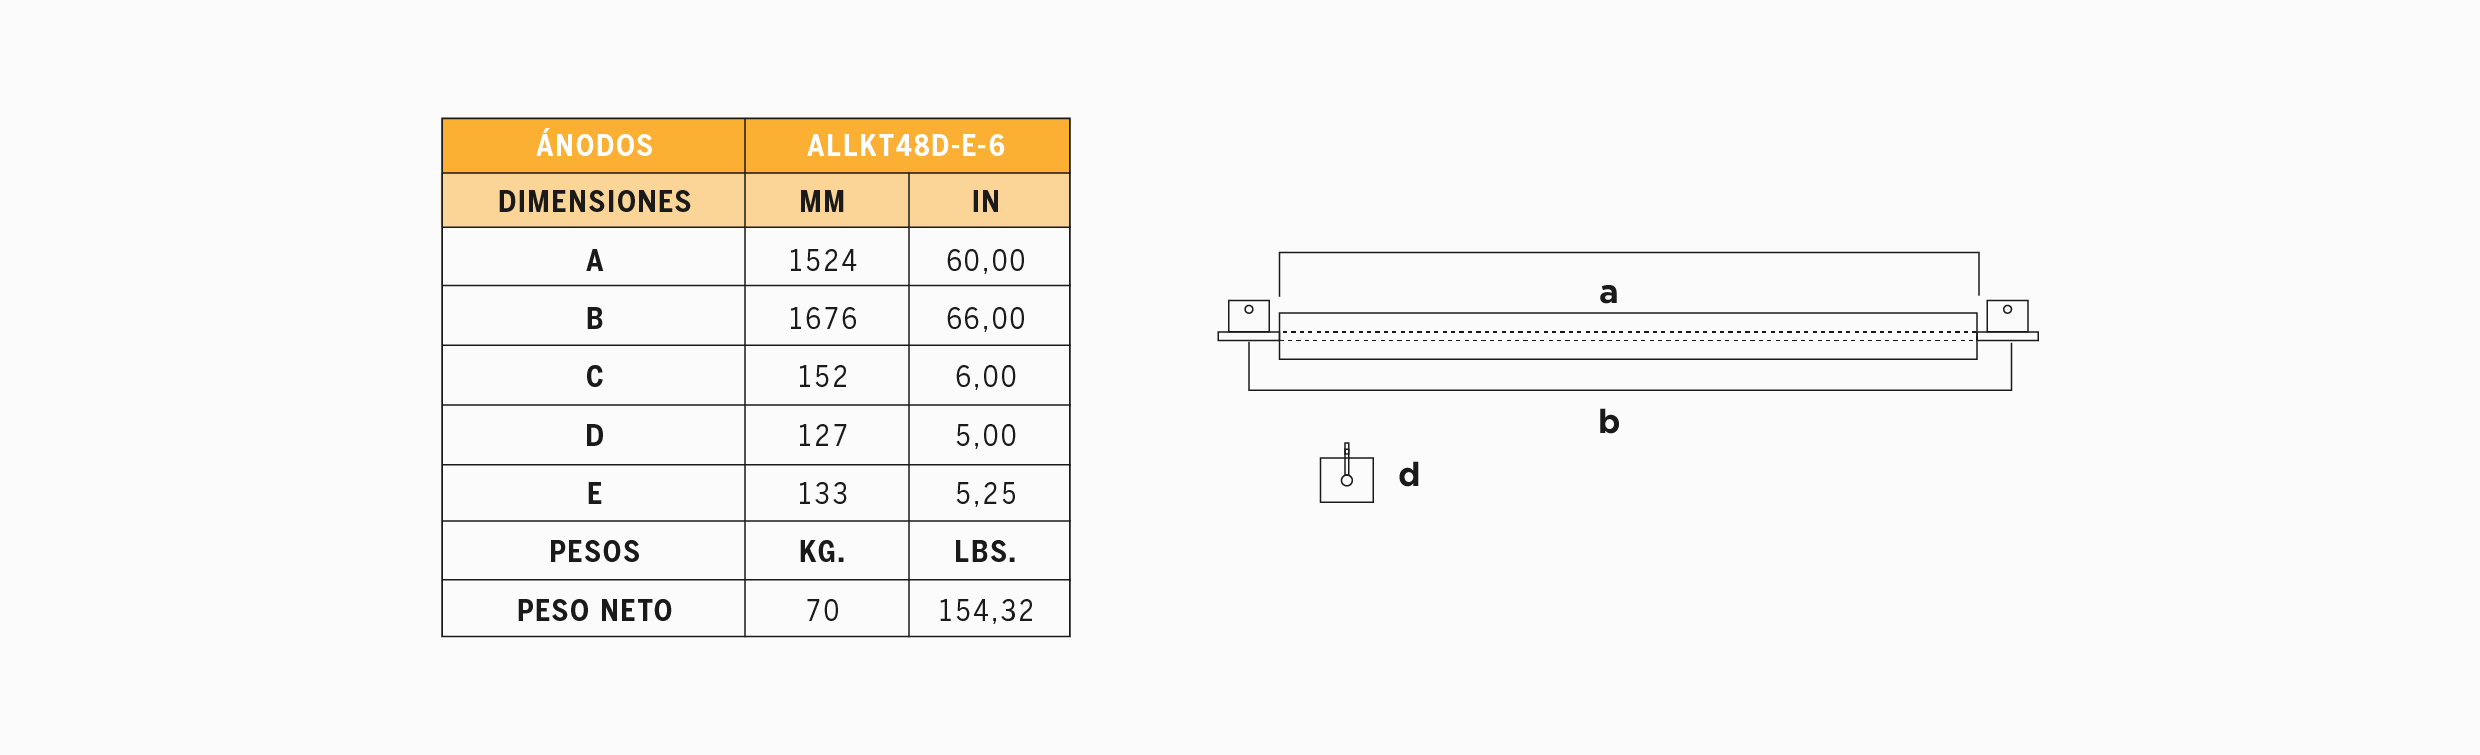 ÁNODOS ALLKT48D-E-6
DIMENSIONES MM IN
A 1524 60,00
B 1676 66,00
C 152 6,00
D 127 5,00
E 133 5,25
PESOS KG. LBS.
PESO NETO 70 154,32
a
b
d